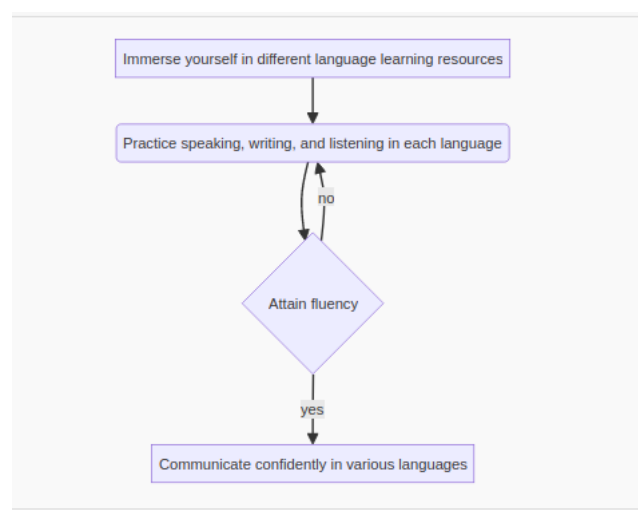 Immerse yourself in different language learning resources
Practice speaking, writing, and listening in each language
no
Attain fluency
yes
Communicate confidently in various languages